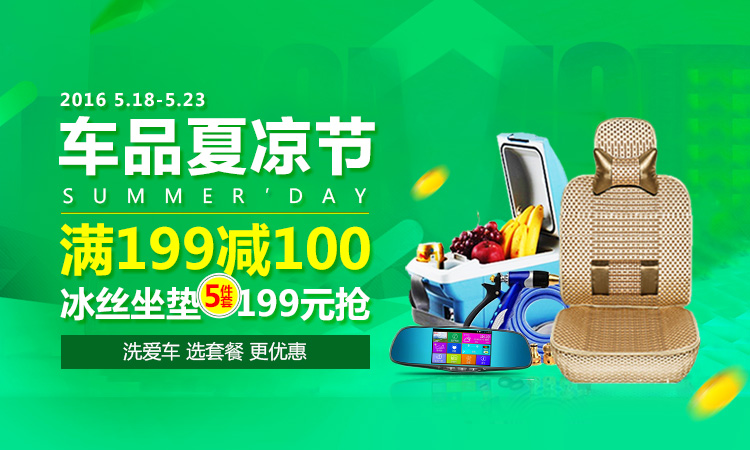 2016 5.18-5.23
车品夏凉节
SUMMER'DAY
满199减100
冰丝坐垫5件套199元抢
洗爱车 选套餐 更优惠